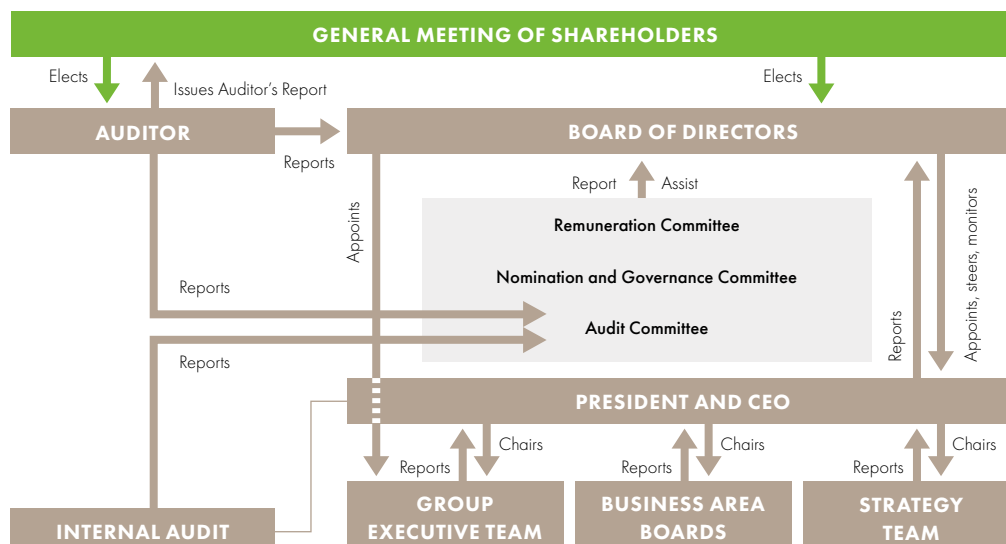 GENERAL MEETING OF SHAREHOLDERS
Elects
Issues Auditor’s Report
Elects
AUDITOR
Reports
BOARD OF DIRECTORS
Report
Assist
Appoints
Remuneration Committee
Nomination and Governance Committee
Audit Committee
Reports
Reports
Reports
Appoints, steers, monitors
PRESIDENT AND CEO
Reports
Chairs
Reports
Chairs
Reports
Chairs
INTERNAL AUDIT
GROUP
EXECUTIVE TEAM
BUSINESS AREA
BOARDS
STRATEGY
TEAM